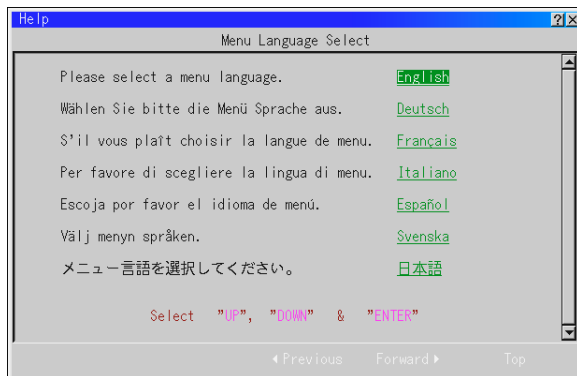 Help
Menu Language Select
Please select a menu language. English
Wählen Sie bitte die Menü Sprache aus. Deutsch
S'il vous plaît choisir la langue de menu. Français
Per favore di scegliere la lingua di menu. Italiano
Escoja por favor el idioma de menú. Español
Välj menyn språken. Svenska
メニュー言語を選択してください。 日本語
Select "UP", "DOWN" & "ENTER"
Previous Forward Top